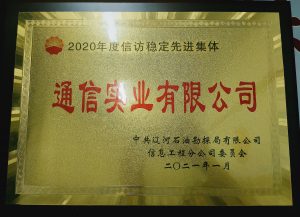 2020年度信访稳定先进集体
通信实业有限公司
中共辽河石油勘探局有限公司
信息工程分公司委员会
二〇二一年一月